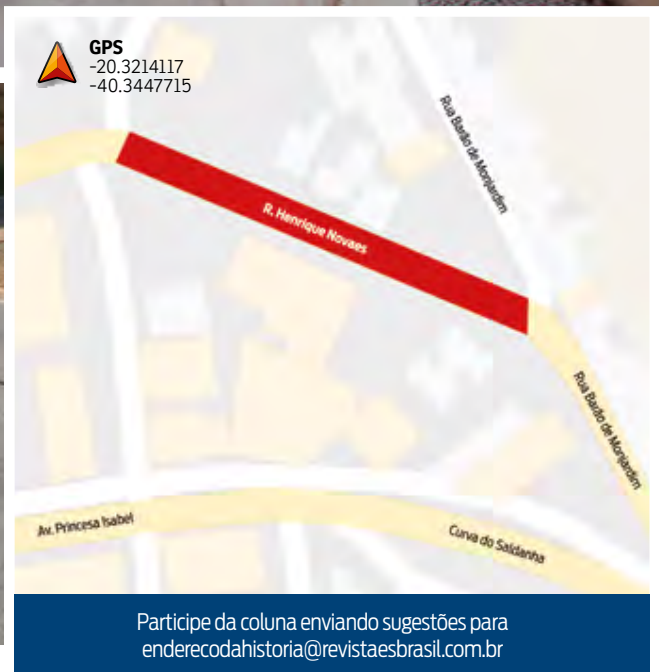 GPS
-20.3214117
-40.3447715
Rua Barão de Monjardim
R. Henrique Novaes
Rua Barão de Monjardim
Av. Princesa Isabel
Curva do Saldanha
Participe da coluna enviando sugestões para
enderecodahistoria@revistaesbrasil.com.br